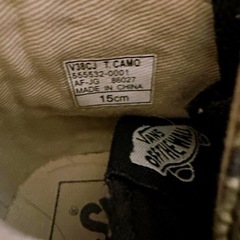 V38CJ T.CAMO
555532-0001
AF-JG 86027
MADE IN CHINA
15cm
VANS
"OFF THE WALL"